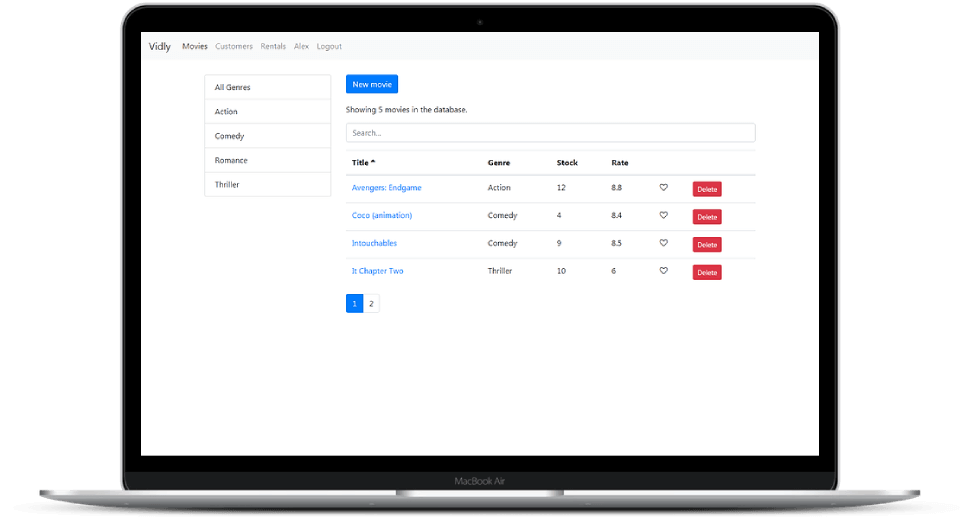 Vidly Movies Customers Rentals Alex Logout
All Genres
Action
Comedy
Romance
Thriller
New movie
Showing 5 movies in the database.
Search...
Title Genre Stock Rate
Avengers: Endgame Action 12 8.8 Delete
Coco (animation) Comedy 4 8.4 Delete
Intouchables Comedy 9 8.5 Delete
It Chapter Two Thriller 10 6 Delete
1 2
MacBook Air